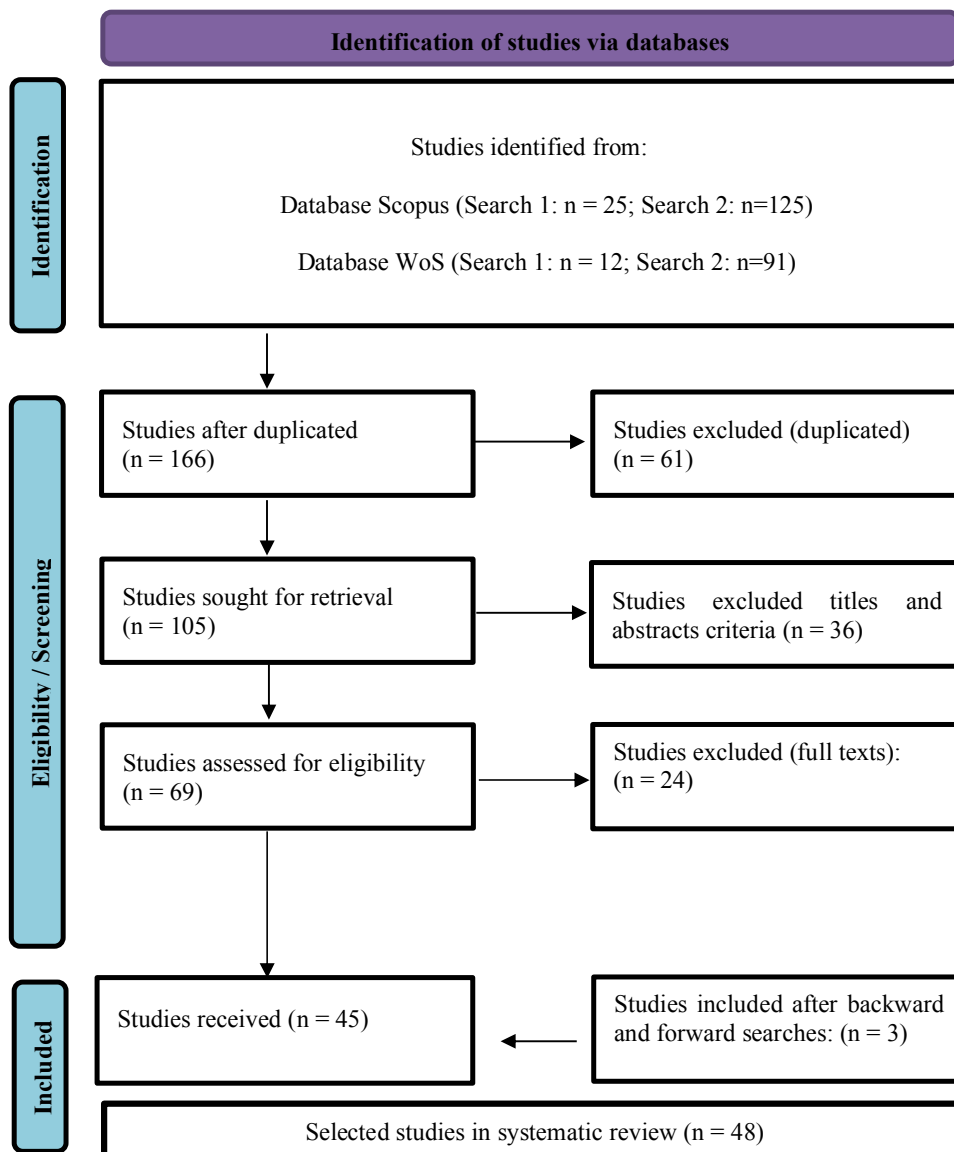 Identification of studies via databases
Identification
Studies identified from:
Database Scopus (Search 1: n = 25; Search 2: n=125)
Database WoS (Search 1: n = 12; Search 2: n=91)
Eligibility / Screening
Studies after duplicated
(n = 166)
Studies excluded (duplicated)
(n = 61)
Studies sought for retrieval
(n = 105)
Studies excluded titles and
abstracts criteria (n = 36)
Studies assessed for eligibility
(n = 69)
Studies excluded (full texts):
(n = 24)
Included
Studies received (n = 45)
Studies included after backward
and forward searches: (n = 3)
Selected studies in systematic review (n = 48)